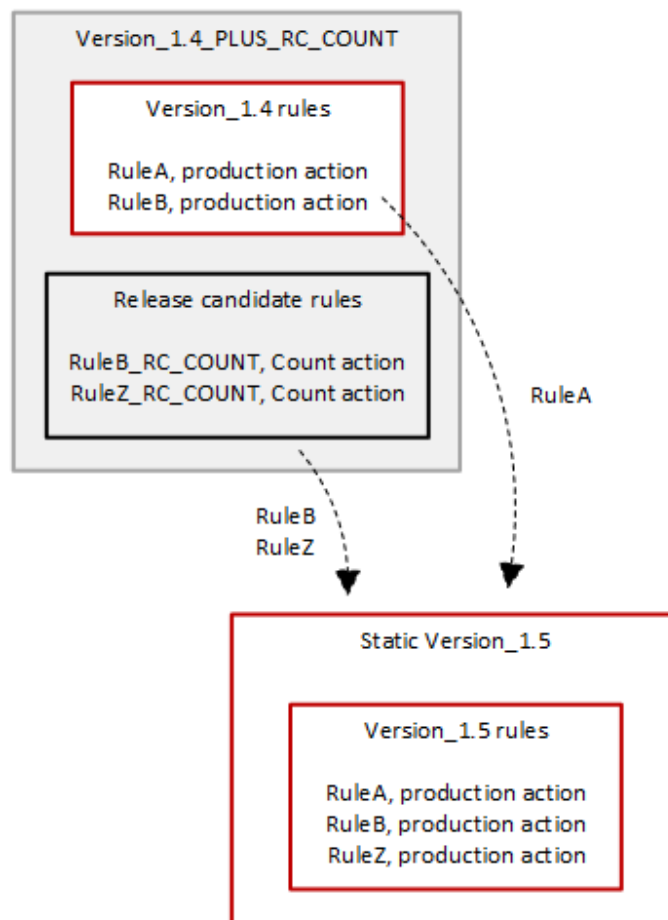 Version_1.4_PLUS_RC_COUNT
Version_1.4 rules
RuleA, production action
RuleB, production action
Release candidate rules
RuleB_RC_COUNT, Count action
RuleZ_RC_COUNT, Count action
RuleA
RuleB
RuleZ
Static Version_1.5
Version_1.5 rules
RuleA, production action
RuleB, production action
RuleZ, production action